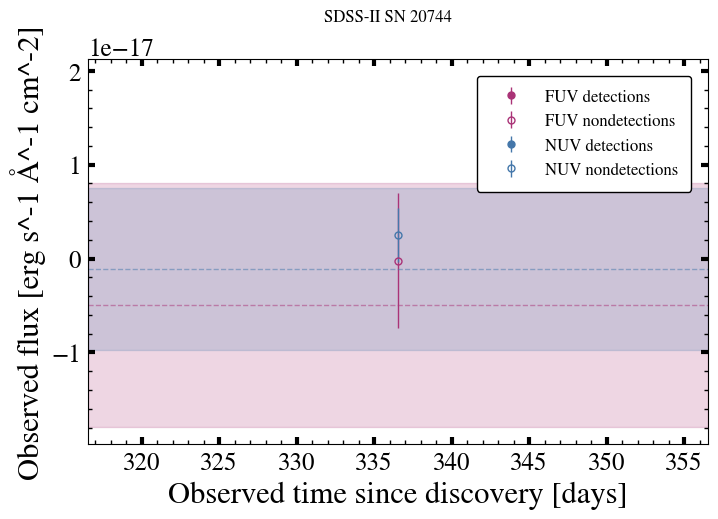 SDSS-II SN 20744
1e−17
Observed flux [erg s^-1 Å^-1 cm^-2]
2
1
0
−1
FUV detections
FUV nondetections
NUV detections
NUV nondetections
320 325 330 335 340 345 350 355
Observed time since discovery [days]